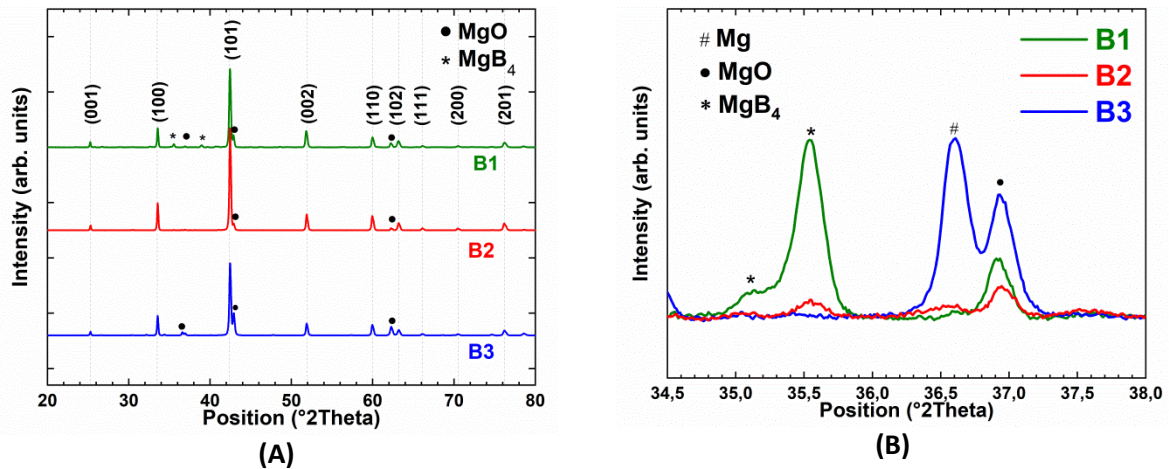 Intensity (arb. units)
(001)
(100)
(101)
(002)
(110)
(102)
(111)
(200)
(201)
● MgO
* MgB₄
* ● * ● ●
B1
● ●
B2
● ● ●
B3
20 30 40 50 60 70 80
Position (°2Theta)
(A)
Intensity (arb. units)
# Mg
● MgO
* MgB₄
B1
B2
B3
* * # ●
34,5 35,0 35,5 36,0 36,5 37,0 37,5 38,0
Position (°2Theta)
(B)